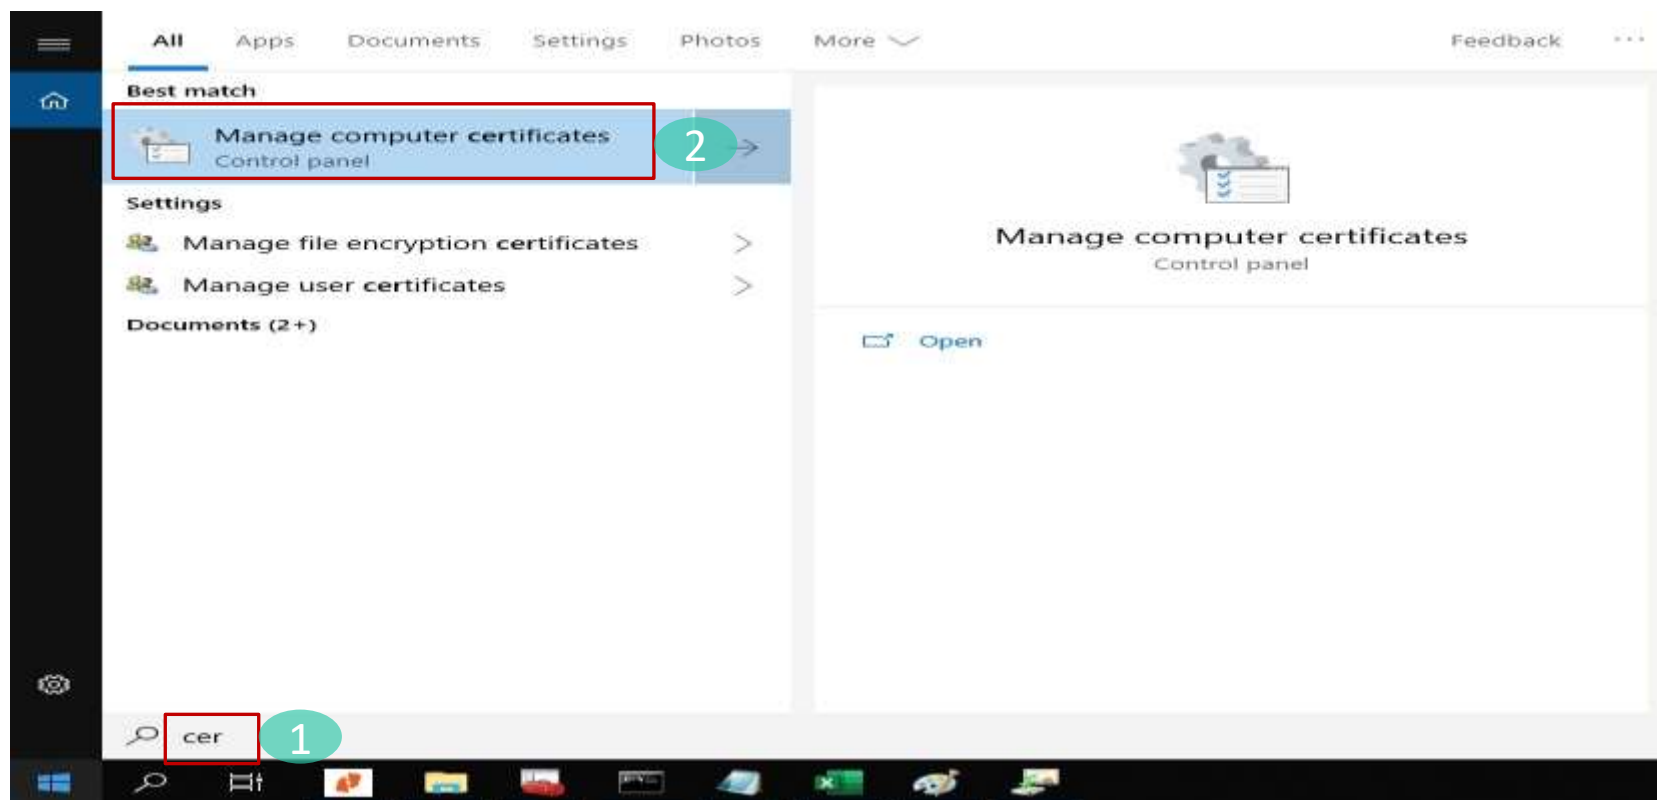 All Apps Documents Settings Photos More Feedback ...
Best match
Manage computer certificates
Control panel
2
Settings
Manage file encryption certificates
Manage user certificates
Documents (2+)
Manage computer certificates
Control panel
Open
cer
1